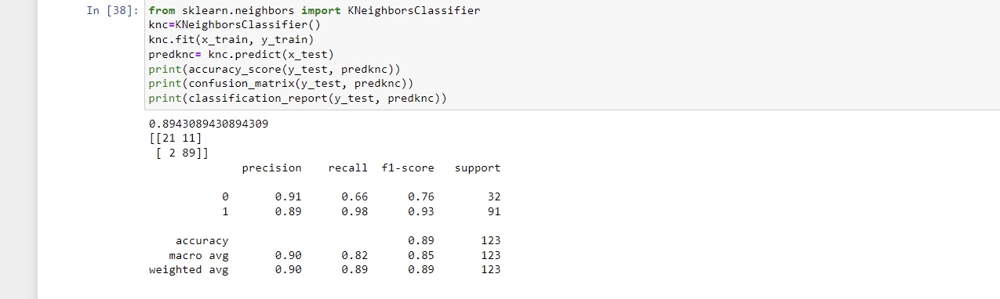 In [38]: from sklearn.neighbors import KNeighborsClassifier
knc=KNeighborsClassifier()
knc.fit(x_train, y_train)
predknc= knc.predict(x_test)
print(accuracy_score(y_test, predknc))
print(confusion_matrix(y_test, predknc))
print(classification_report(y_test, predknc))
0.8943089430894309
[[21 11]
 [ 2 89]]
precision recall f1-score support
0 0.91 0.66 0.76 32
1 0.89 0.98 0.93 91
accuracy 0.89 123
macro avg 0.90 0.82 0.85 123
weighted avg 0.90 0.89 0.89 123